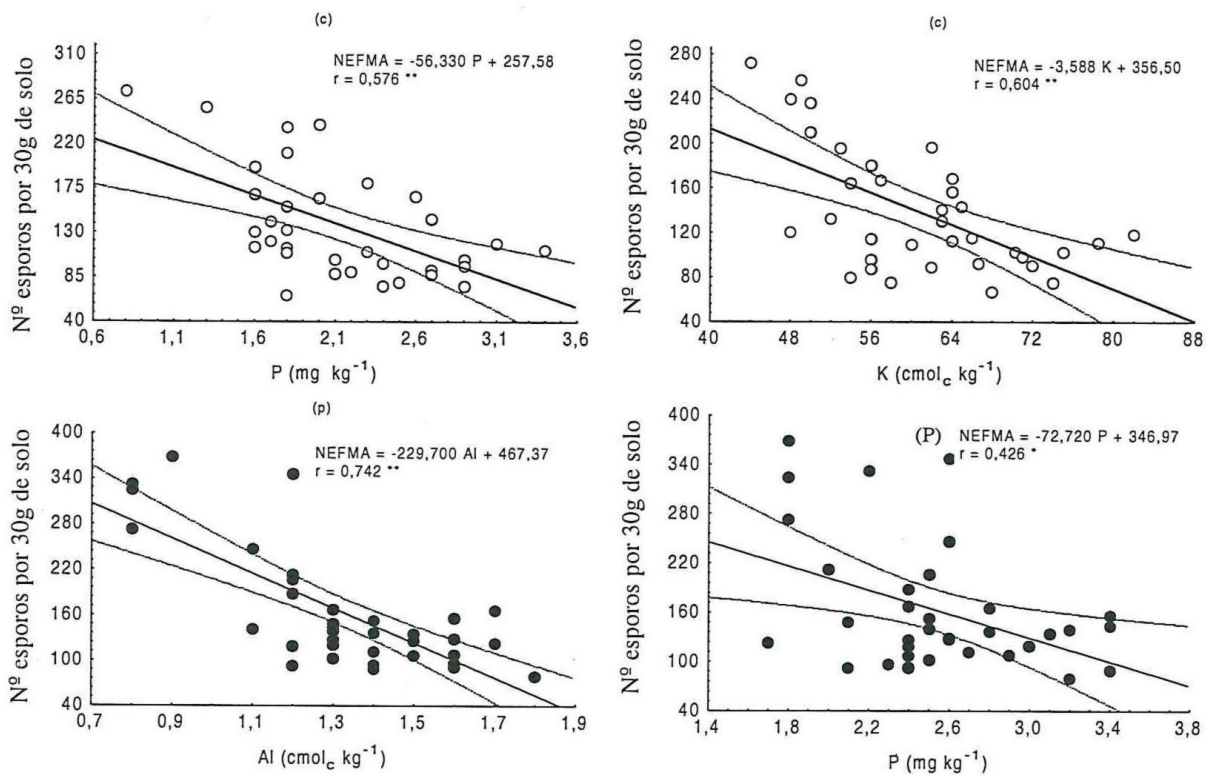 (c)
Nº esporos por 30g de solo
310
265
220
175
130
85
40
NEFMA = -56,330 P + 257,58
r = 0,576 **
0,6 1,1 1,6 2,1 2,6 3,1 3,6
P (mg kg⁻¹)
(c)
Nº esporos por 30g de solo
280
240
200
160
120
80
40
NEFMA = -3,588 K + 356,50
r = 0,604 **
40 48 56 64 72 80 88
K (cmol_c kg⁻¹)
(p)
Nº esporos por 30g de solo
400
340
280
220
160
100
40
NEFMA = -229,700 Al + 467,37
r = 0,742 **
0,7 0,9 1,1 1,3 1,5 1,7 1,9
Al (cmol_c kg⁻¹)
Nº esporos por 30g de solo
400
340
280
220
160
100
40
(P) NEFMA = -72,720 P + 346,97
r = 0,426 *
1,4 1,8 2,2 2,6 3,0 3,4 3,8
P (mg kg⁻¹)